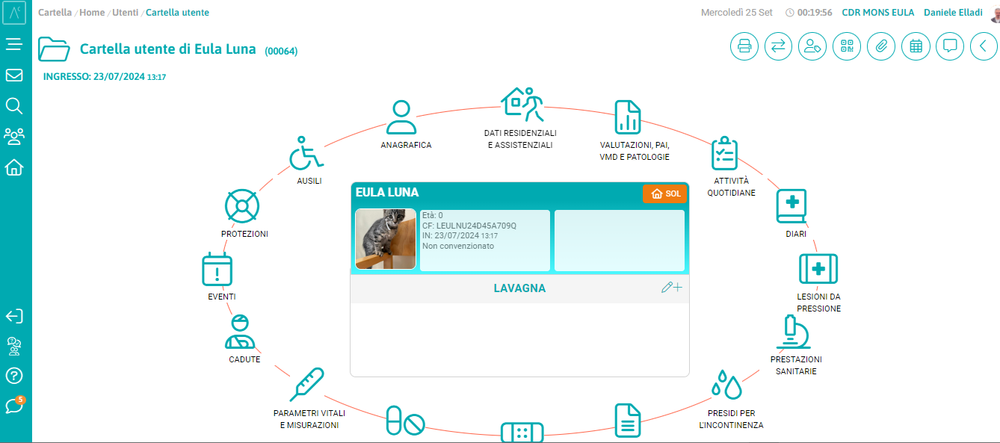 Cartella / Home / Utenti / Cartella utente
Mercoledì 25 Set
00:19:56
CDR MONS EULA
Daniele Elladi
Cartella utente di Eula Luna (00064)
INGRESSO: 23/07/2024 13:17
ANAGRAFICA
DATI RESIDENZIALI
E ASSISTENZIALI
VALUTAZIONI, PAI,
VMD E PATOLOGIE
AUSILI
ATTIVITÀ
QUOTIDIANE
PROTEZIONI
DIARI
EULA LUNA
SOL
Età: 0
CF: LEULNU24D45A709Q
IN: 23/07/2024 13:17
Non convenzionato
LAVAGNA
EVENTI
LESIONI DA
PRESSIONE
CADUTE
PRESTAZIONI
SANITARIE
PARAMETRI VITALI
E MISURAZIONI
PRESIDI PER
L'INCONTINENZA
5